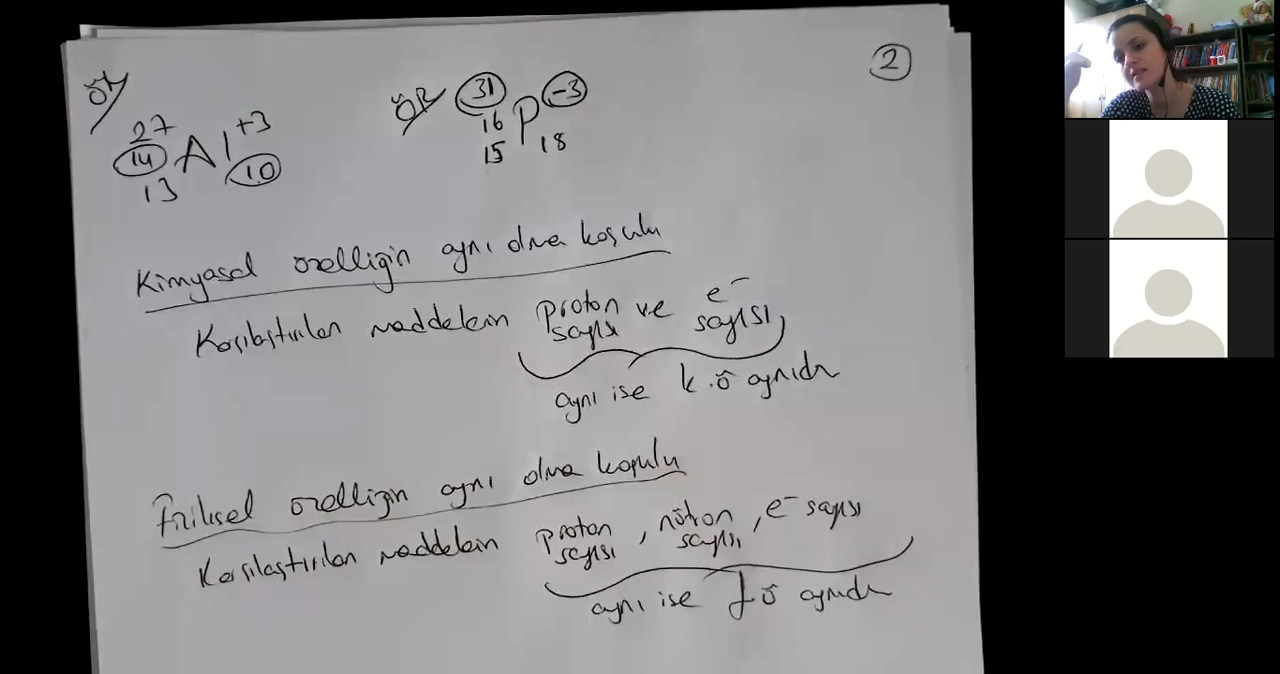 2
ÖR
27
14 Al +3
13 10
ÖR
31 -3
16 P
15 18
Kimyasal özelliğin aynı olma koşulu
Karşılaştırılan maddelerin proton sayısı ve e⁻ sayısı
aynı ise k.ö aynıdır
Fiziksel özelliğin aynı olma koşulu
Karşılaştırılan maddelerin proton sayısı, nötron sayısı, e⁻ sayısı
aynı ise f ö aynıdır